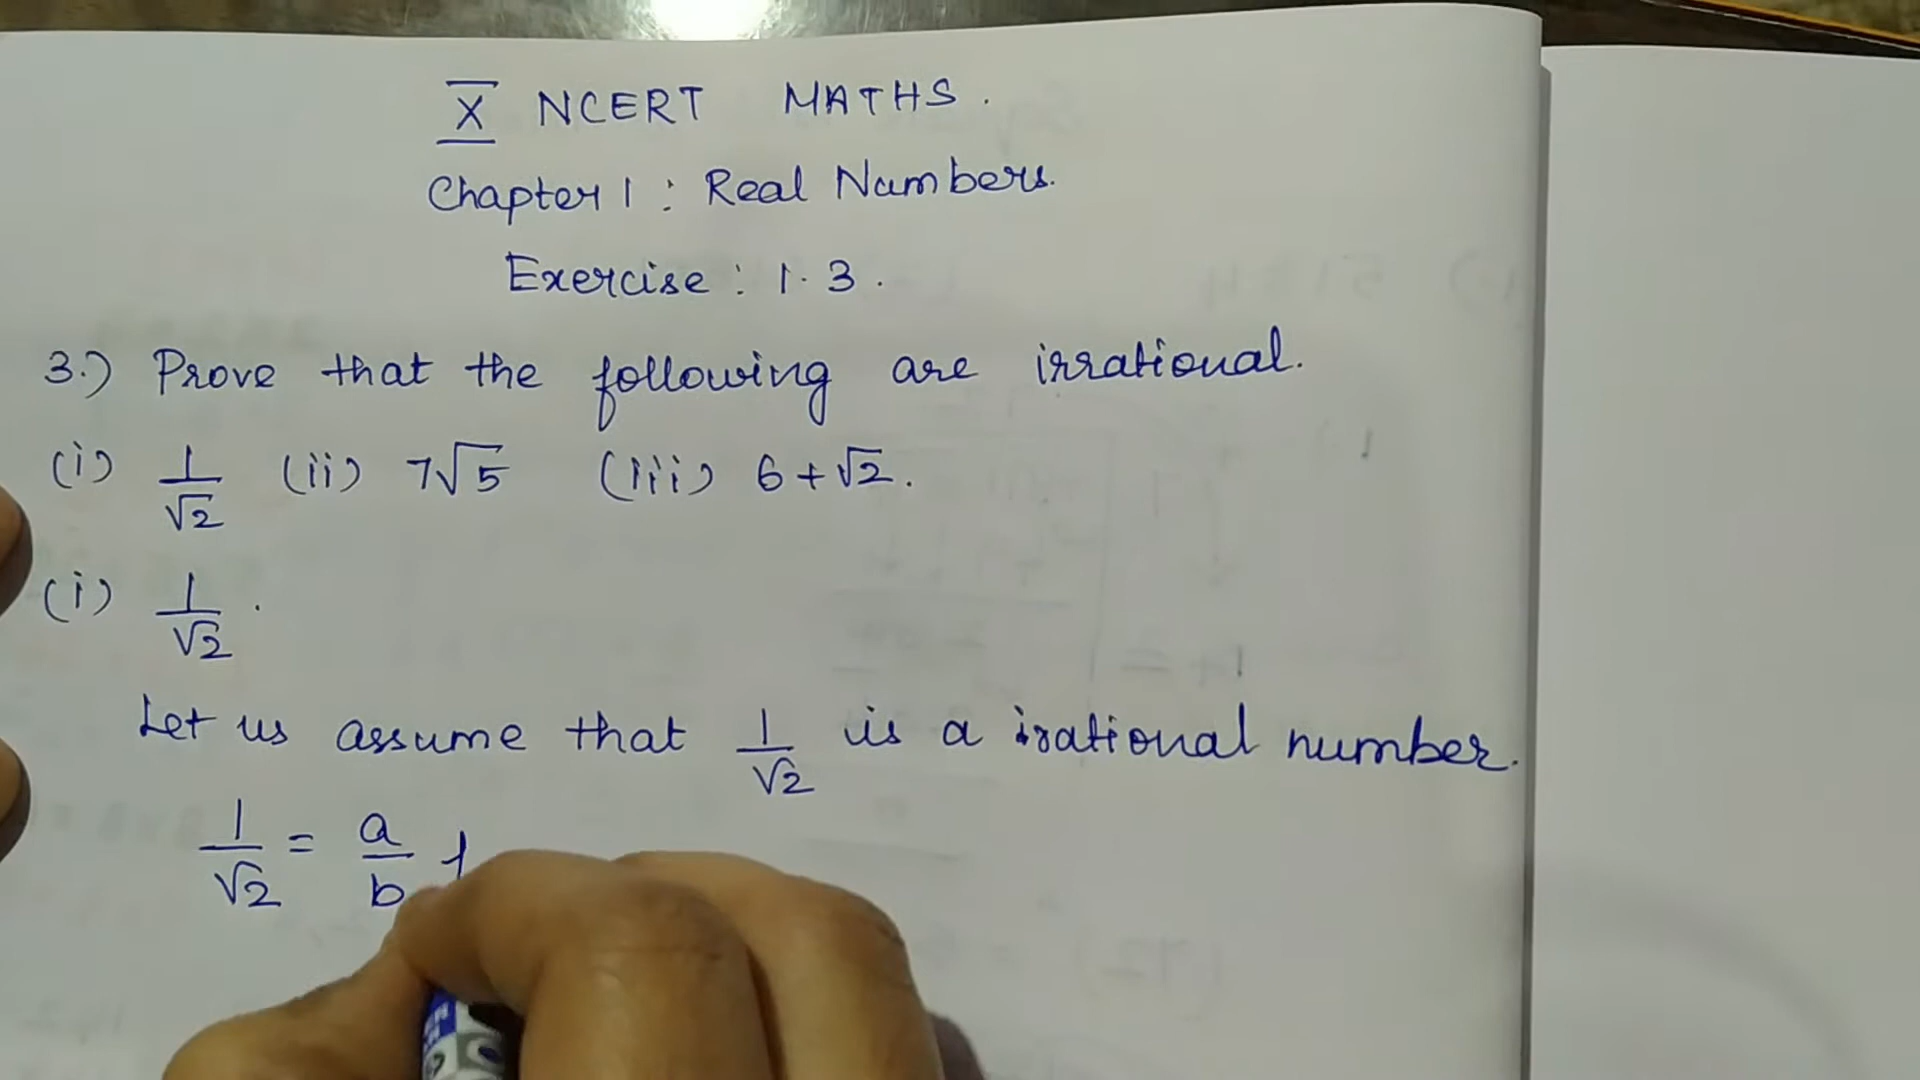 X NCERT MATHS.
Chapter 1 : Real Numbers.
Exercise : 1.3.
3.) Prove that the following are irrational.
(i) 1/√2 (ii) 7√5 (iii) 6+√2.
(i) 1/√2.
Let us assume that 1/√2 is a irational number.
1/√2 = a/b